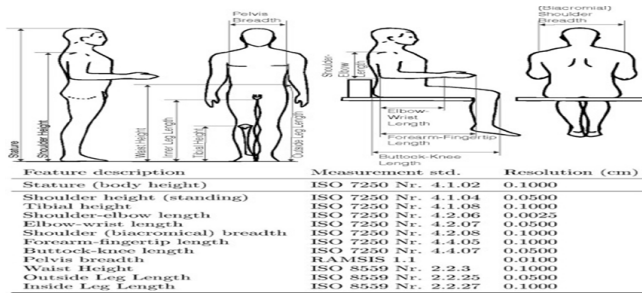 Pelvis
Breadth
(Biacromial)
Shoulder
Breadth
Stature
Shoulder Height
Waist Height
Inner Leg Length
Tibial Height
Outside Leg Length
Shoulder-
Elbow
Length
Elbow-
Wrist
Length
Forearm-Fingertip
Length
Buttock-Knee
Length
Feature description Measurement std. Resolution (cm)
Stature (body height) ISO 7250 Nr. 4.1.02 0.1000
Shoulder height (standing) ISO 7250 Nr. 4.1.04 0.0500
Tibial height ISO 7250 Nr. 4.1.08 0.1000
Shoulder-elbow length ISO 7250 Nr. 4.2.06 0.0025
Elbow-wrist length ISO 7250 Nr. 4.2.07 0.0500
Shoulder (biacromical) breadth ISO 7250 Nr. 4.2.08 0.1000
Forearm-fingertip length ISO 7250 Nr. 4.4.05 0.1000
Buttock-knee length ISO 7250 Nr. 4.4.07 0.0500
Pelvis breadth RAMSIS 1.1 0.0100
Waist Height ISO 8559 Nr. 2.2.3 0.1000
Outside Leg Length ISO 8559 Nr. 2.2.25 0.0500
Inside Leg Length ISO 8559 Nr. 2.2.27 0.1000